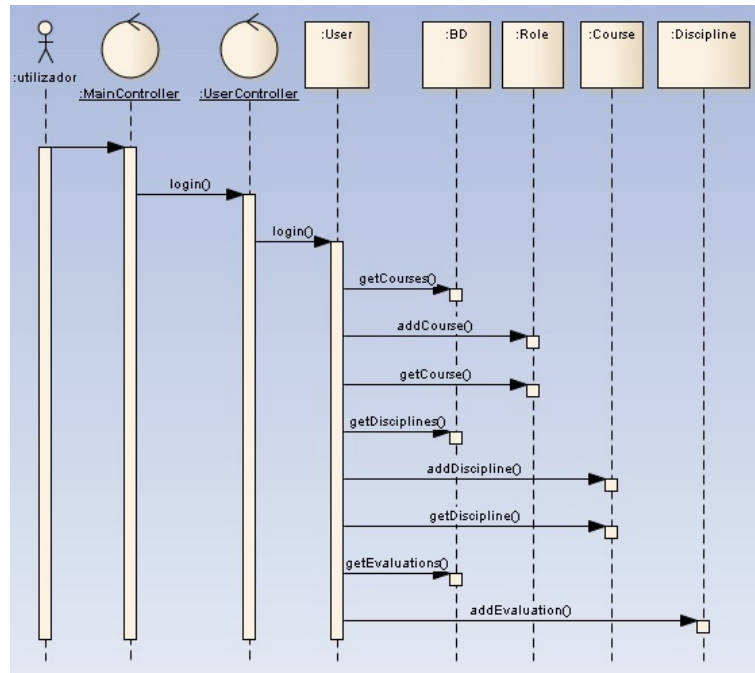 :User
:BD
:Role
:Course
:Discipline
:utilizador
:MainController
:UserController
login()
login()
getCourses()
addCourse()
getCourse()
getDisciplines()
addDiscipline()
getDiscipline()
getEvaluations()
addEvaluation()